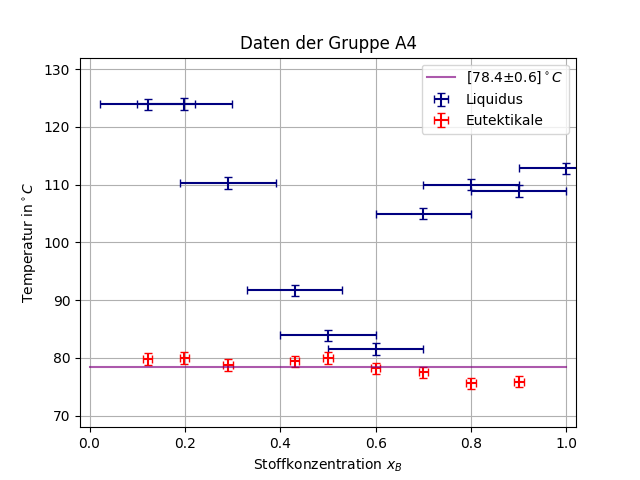 Daten der Gruppe A4
[78.4±0.6]°C
Liquidus
Eutektikale
130
120
110
100
90
80
70
Temperatur in°C
0.0 0.2 0.4 0.6 0.8 1.0
Stoffkonzentration x_B